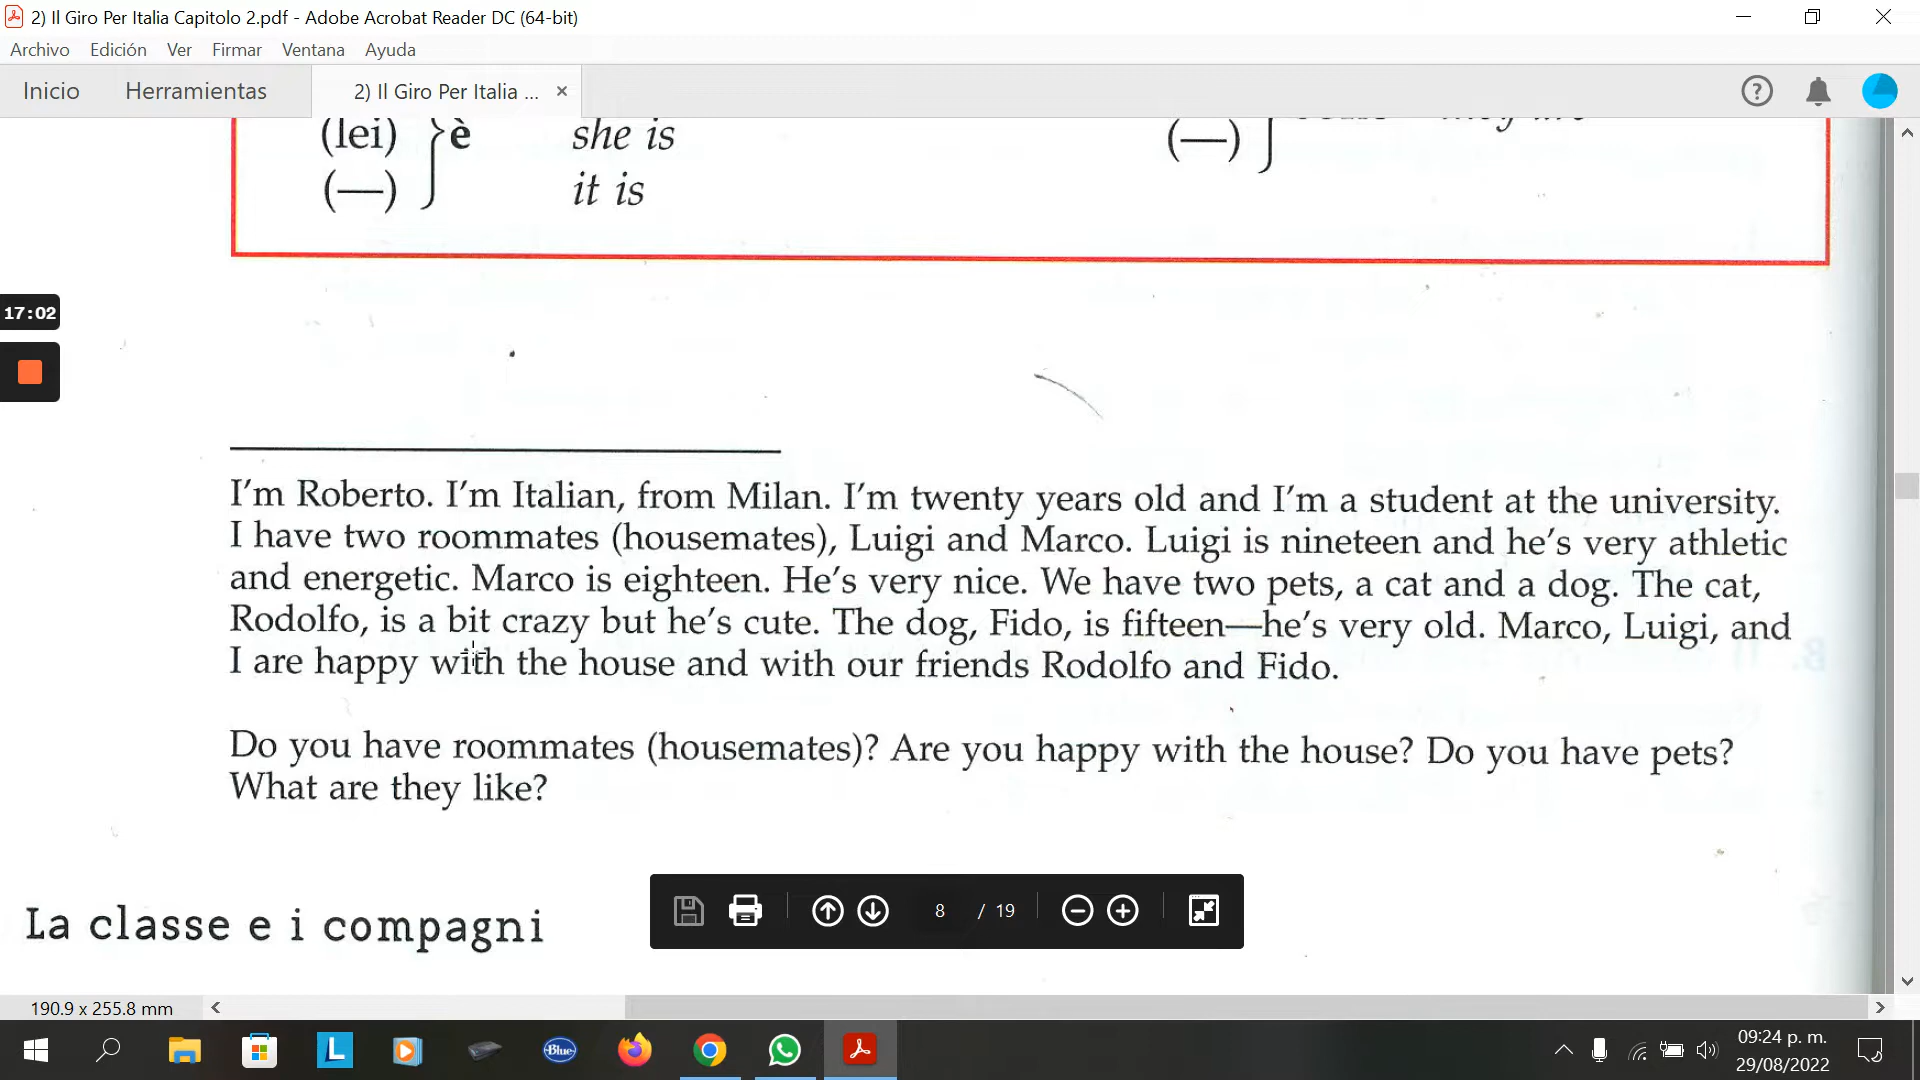 2) Il Giro Per Italia Capitolo 2.pdf - Adobe Acrobat Reader DC (64-bit)
Archivo Edición Ver Firmar Ventana Ayuda
Inicio Herramientas 2) Il Giro Per Italia ... ×
(lei) è she is
(—) it is
(—)
17:02
I'm Roberto. I'm Italian, from Milan. I'm twenty years old and I'm a student at the university.
I have two roommates (housemates), Luigi and Marco. Luigi is nineteen and he's very athletic
and energetic. Marco is eighteen. He's very nice. We have two pets, a cat and a dog. The cat,
Rodolfo, is a bit crazy but he's cute. The dog, Fido, is fifteen—he's very old. Marco, Luigi, and
I are happy with the house and with our friends Rodolfo and Fido.
Do you have roommates (housemates)? Are you happy with the house? Do you have pets?
What are they like?
La classe e i compagni
8 / 19
190.9 x 255.8 mm
L
Blue
09:24 p. m.
29/08/2022